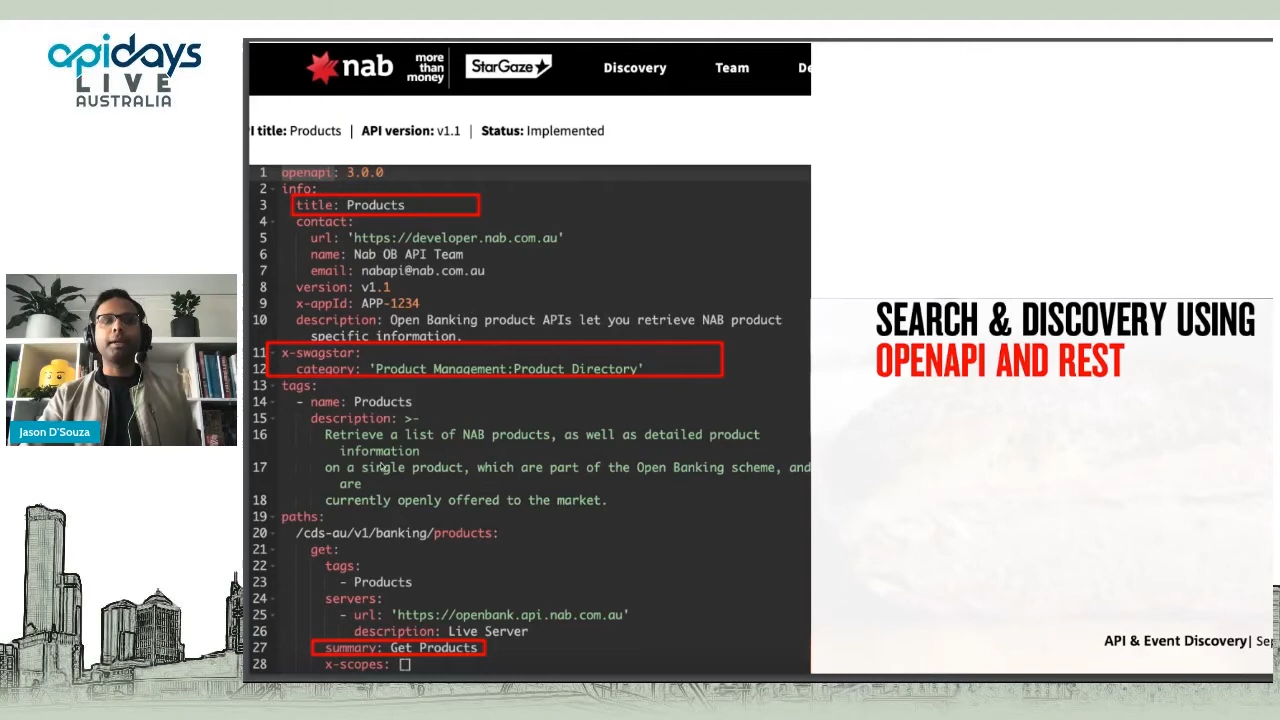 apidays
LIVE
AUSTRALIA
nab
more
than
money
StarGaze
Discovery
Team
I title: Products | API version: v1.1 | Status: Implemented
1 openapi: 3.0.0
2 info:
3 title: Products
4 contact:
5 url: 'https://developer.nab.com.au'
6 name: Nab OB API Team
7 email: nabapi@nab.com.au
8 version: v1.1
9 x-appId: APP-1234
10 description: Open Banking product APIs let you retrieve NAB product
specific information.
11 x-swagstar:
12 category: 'Product Management:Product Directory'
13 tags:
14 - name: Products
15 description: >-
16 Retrieve a list of NAB products, as well as detailed product
information
17 on a single product, which are part of the Open Banking scheme, and
are
18 currently openly offered to the market.
19 paths:
20 /cds-au/v1/banking/products:
21 get:
22 tags:
23 - Products
24 servers:
25 - url: 'https://openbank.api.nab.com.au'
26 description: Live Server
27 summary: Get Products
28 x-scopes: []
SEARCH & DISCOVERY USING
OPENAPI AND REST
API & Event Discovery|
Jason D'Souza